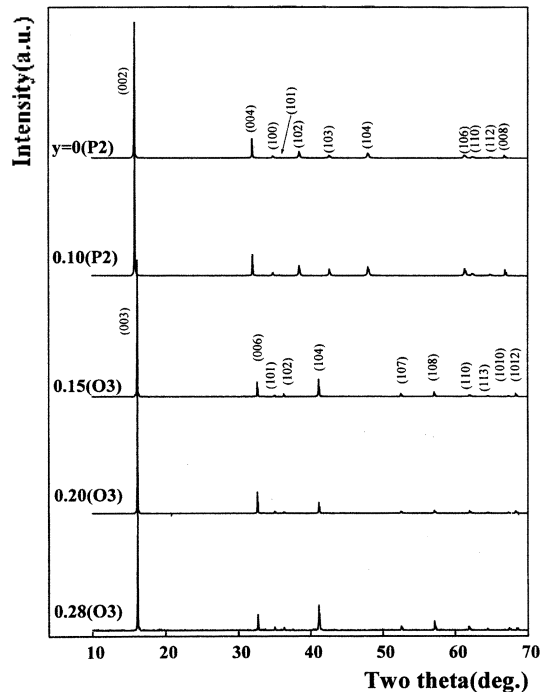 Intensity(a.u.)
(002)
(004)
(100)
(101)
(102)
(103)
(104)
(106)
(110)
(112)
(008)
y=0(P2)
0.10(P2)
(003)
(006)
(101)
(102)
(104)
(107)
(108)
(110)
(113)
(1010)
(1012)
0.15(O3)
0.20(O3)
0.28(O3)
10 20 30 40 50 60 70
Two theta(deg.)